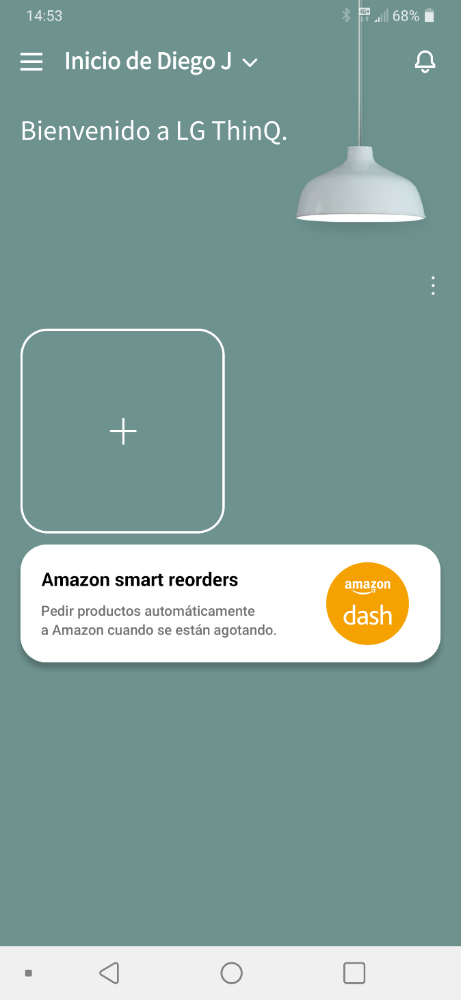 14:53
4G+ 68%
Inicio de Diego J
Bienvenido a LG ThinQ.
Amazon smart reorders
Pedir productos automáticamente
a Amazon cuando se están agotando.
amazon
dash